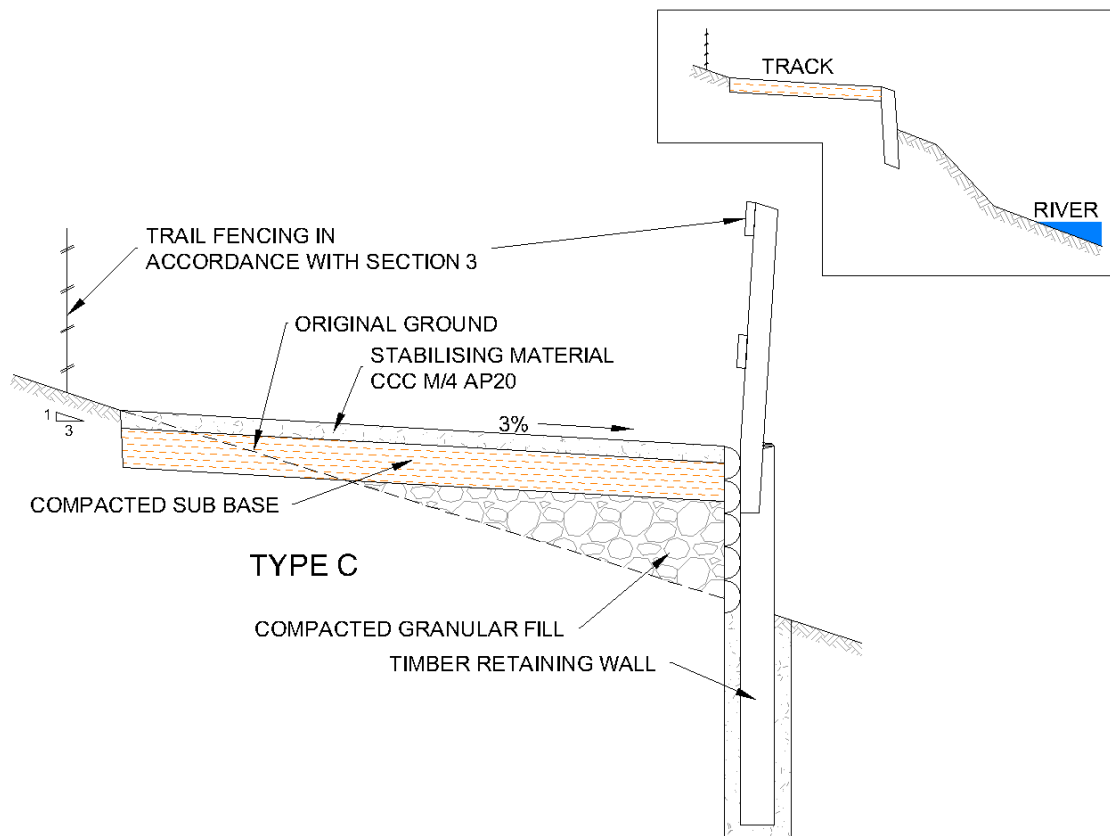 TRACK
RIVER
TRAIL FENCING IN
ACCORDANCE WITH SECTION 3
ORIGINAL GROUND
STABILISING MATERIAL
CCC M/4 AP20
1
3
3%
COMPACTED SUB BASE
TYPE C
COMPACTED GRANULAR FILL
TIMBER RETAINING WALL